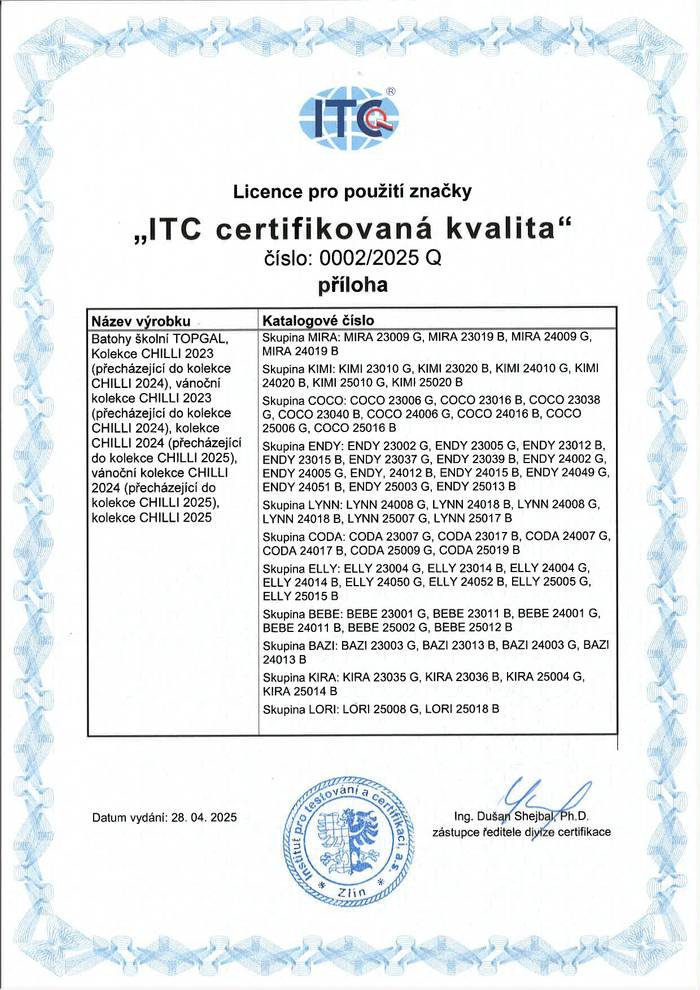 ITC ®
Licence pro použití značky
„ITC certifikovaná kvalita“
číslo: 0002/2025 Q
příloha
Název výrobku
Batohy školní TOPGAL,
Kolekce CHILLI 2023
(přecházející do kolekce
CHILLI 2024), vánoční
kolekce CHILLI 2023
(přecházející do kolekce
CHILLI 2024), kolekce
CHILLI 2024 (přecházející
do kolekce CHILLI 2025),
vánoční kolekce CHILLI
2024 (přecházející do
kolekce CHILLI 2025),
kolekce CHILLI 2025
Katalogové číslo
Skupina MIRA: MIRA 23009 G, MIRA 23019 B, MIRA 24009 G,
MIRA 24019 B
Skupina KIMI: KIMI 23010 G, KIMI 23020 B, KIMI 24010 G, KIMI
24020 B, KIMI 25010 G, KIMI 25020 B
Skupina COCO: COCO 23006 G, COCO 23016 B, COCO 23038
G, COCO 23040 B, COCO 24006 G, COCO 24016 B, COCO
25006 G, COCO 25016 B
Skupina ENDY: ENDY 23002 G, ENDY 23005 G, ENDY 23012 B,
ENDY 23015 B, ENDY 23037 G, ENDY 23039 B, ENDY 24002 G,
ENDY 24005 G, ENDY, 24012 B, ENDY 24015 B, ENDY 24049 G,
ENDY 24051 B, ENDY 25003 G, ENDY 25013 B
Skupina LYNN: LYNN 24008 G, LYNN 24018 B, LYNN 24008 G,
LYNN 24018 B, LYNN 25007 G, LYNN 25017 B
Skupina CODA: CODA 23007 G, CODA 23017 B, CODA 24007 G,
CODA 24017 B, CODA 25009 G, CODA 25019 B
Skupina ELLY: ELLY 23004 G, ELLY 23014 B, ELLY 24004 G,
ELLY 24014 B, ELLY 24050 G, ELLY 24052 B, ELLY 25005 G,
ELLY 25015 B
Skupina BEBE: BEBE 23001 G, BEBE 23011 B, BEBE 24001 G,
BEBE 24011 B, BEBE 25002 G, BEBE 25012 B
Skupina BAZI: BAZI 23003 G, BAZI 23013 B, BAZI 24003 G, BAZI
24013 B
Skupina KIRA: KIRA 23035 G, KIRA 23036 B, KIRA 25004 G,
KIRA 25014 B
Skupina LORI: LORI 25008 G, LORI 25018 B
Datum vydání: 28. 04. 2025
Institut pro testování a certifikaci, a.s.
* Zlín *
Ing. Dušan Shejbal, Ph.D.
zástupce ředitele divize certifikace